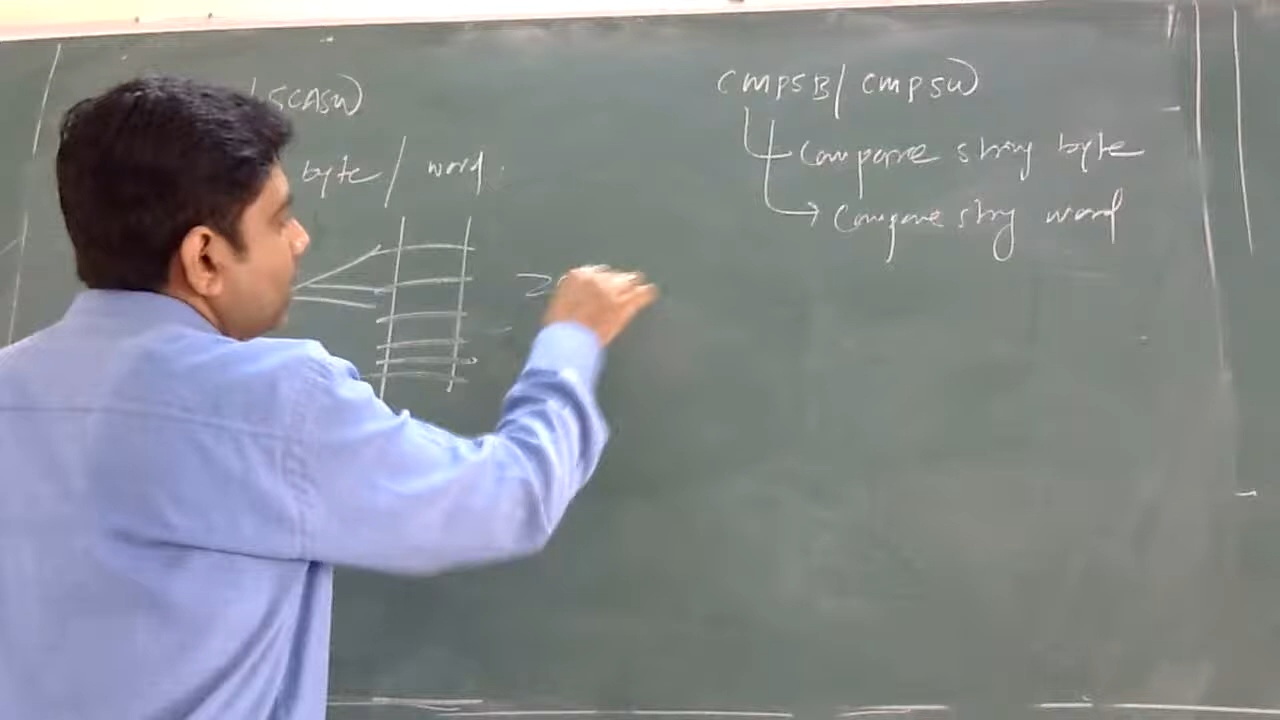 / SCASW)
byte / word.
CMPSB / CMPSW)
Compare string byte
Compare string word